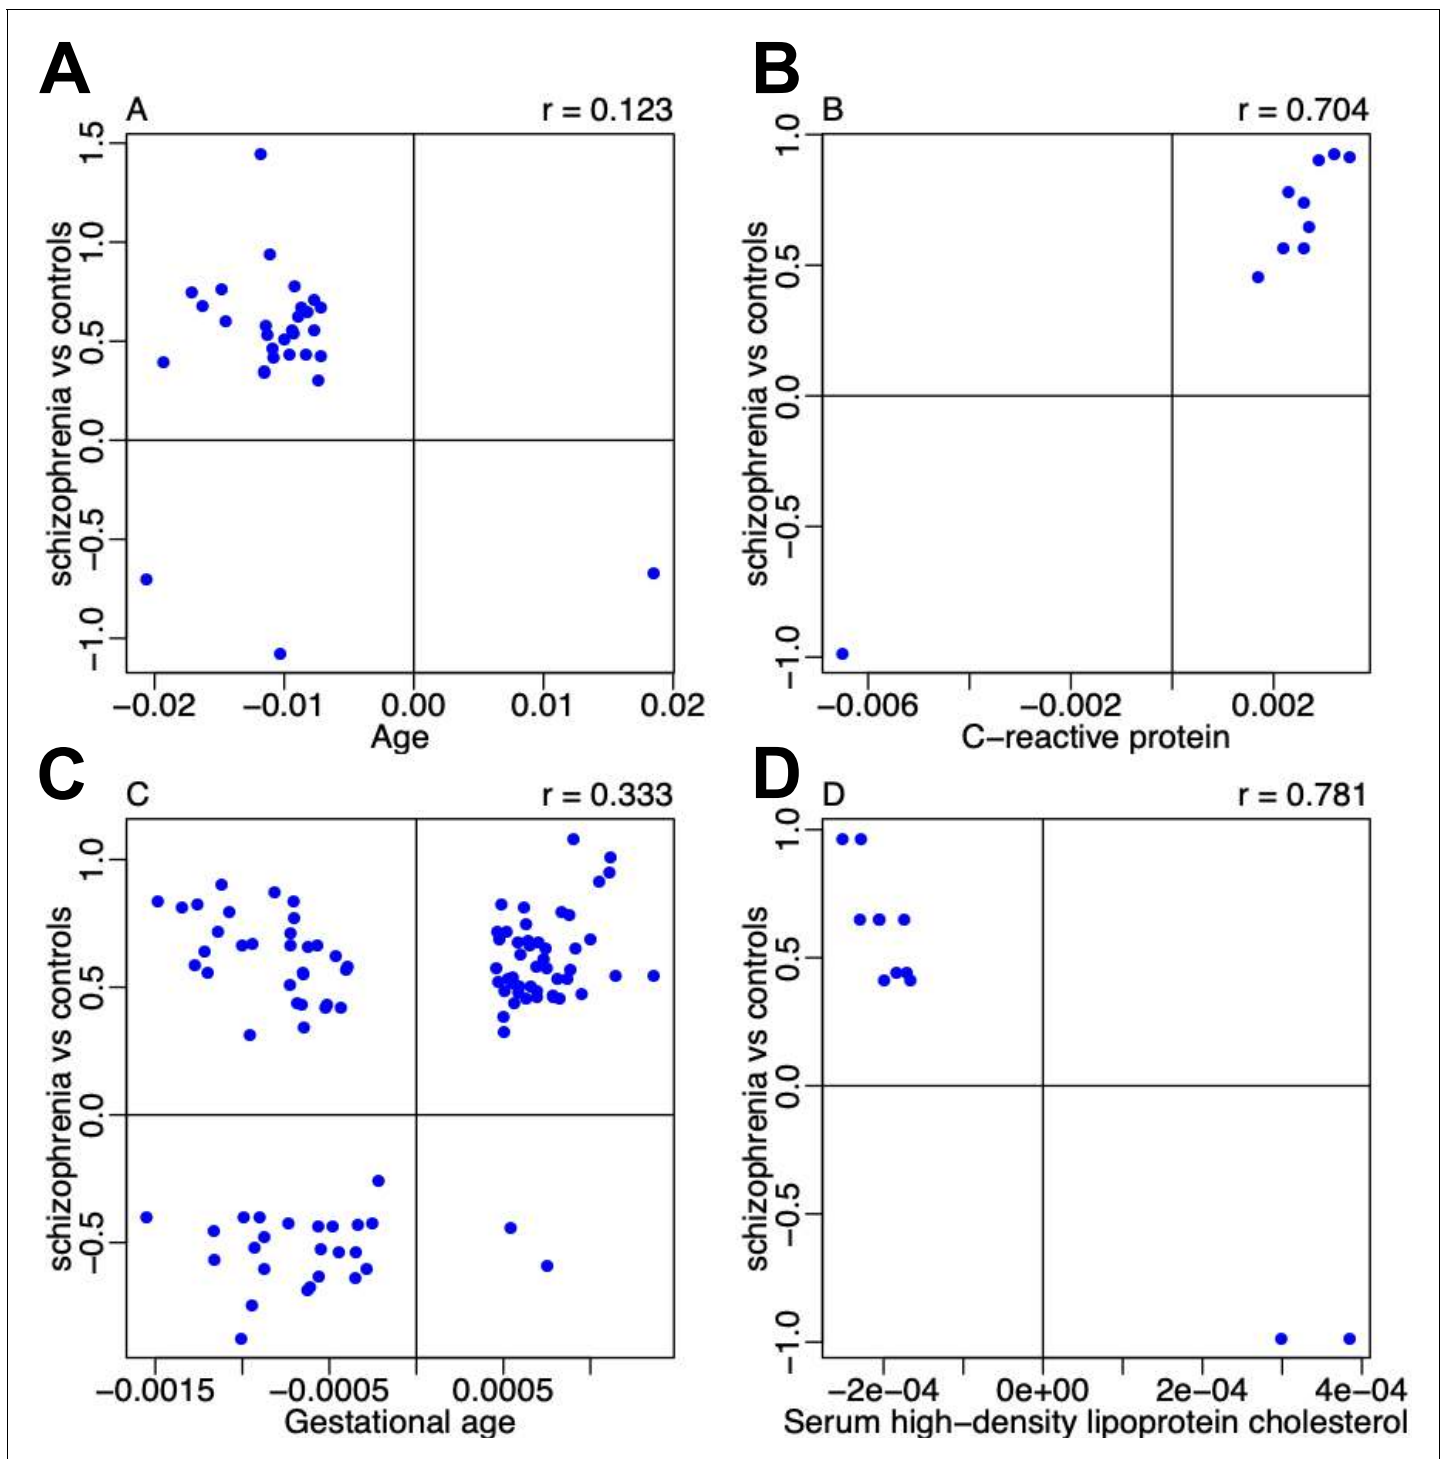 A
B
A
r = 0.123
B
r = 0.704
schizophrenia vs controls
1.5
1.0
0.5
0.0
−0.5
−1.0
−0.02
−0.01
0.00
0.01
0.02
Age
schizophrenia vs controls
1.0
0.5
0.0
−0.5
−1.0
−0.006
−0.002
0.002
C−reactive protein
C
D
C
r = 0.333
D
r = 0.781
schizophrenia vs controls
1.0
0.5
0.0
−0.5
−0.0015
−0.0005
0.0005
Gestational age
schizophrenia vs controls
1.0
0.5
0.0
−0.5
−1.0
−2e−04
0e+00
2e−04
4e−04
Serum high−density lipoprotein cholesterol